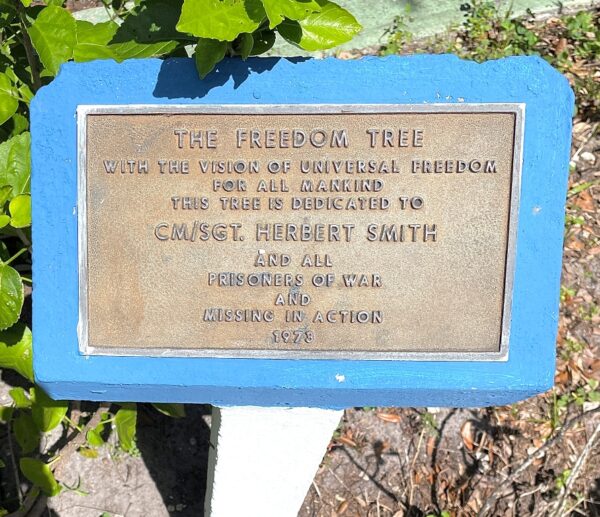 THE FREEDOM TREE
WITH THE VISION OF UNIVERSAL FREEDOM
FOR ALL MANKIND
THIS TREE IS DEDICATED TO
CM/SGT. HERBERT SMITH
AND ALL
PRISONERS OF WAR
AND
MISSING IN ACTION
1973